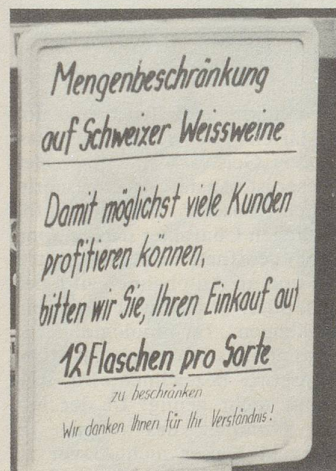 Mengenbeschränkung
auf Schweizer Weissweine
Damit möglichst viele Kunden
profitieren können,
bitten wir Sie, Ihren Einkauf auf
12 Flaschen pro Sorte
zu beschränken
Wir danken Ihnen für Ihr Verständnis!